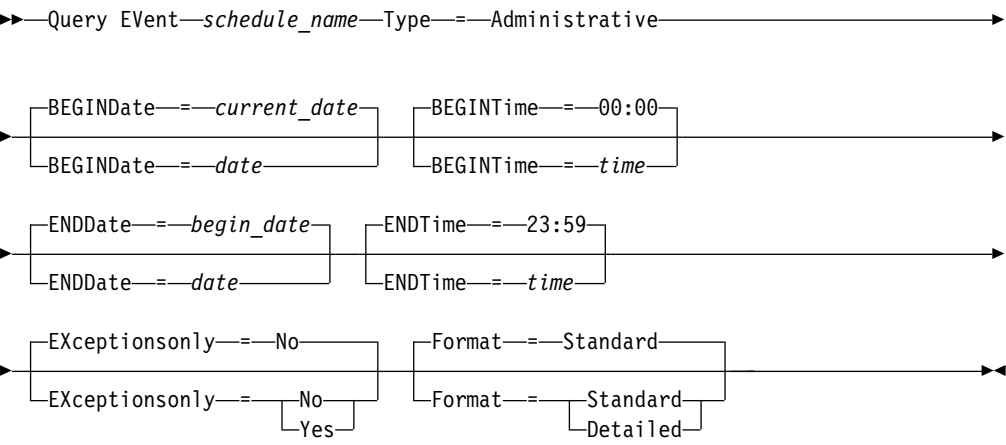 Query EVent schedule_name Type = Administrative
BEGINDate = current_date BEGINTime = 00:00
BEGINDate = date BEGINTime = time
ENDDate = begin_date ENDTime = 23:59
ENDDate = date ENDTime = time
EXceptionsonly = No Format = Standard
EXceptionsonly = No Format = Standard
Yes Detailed